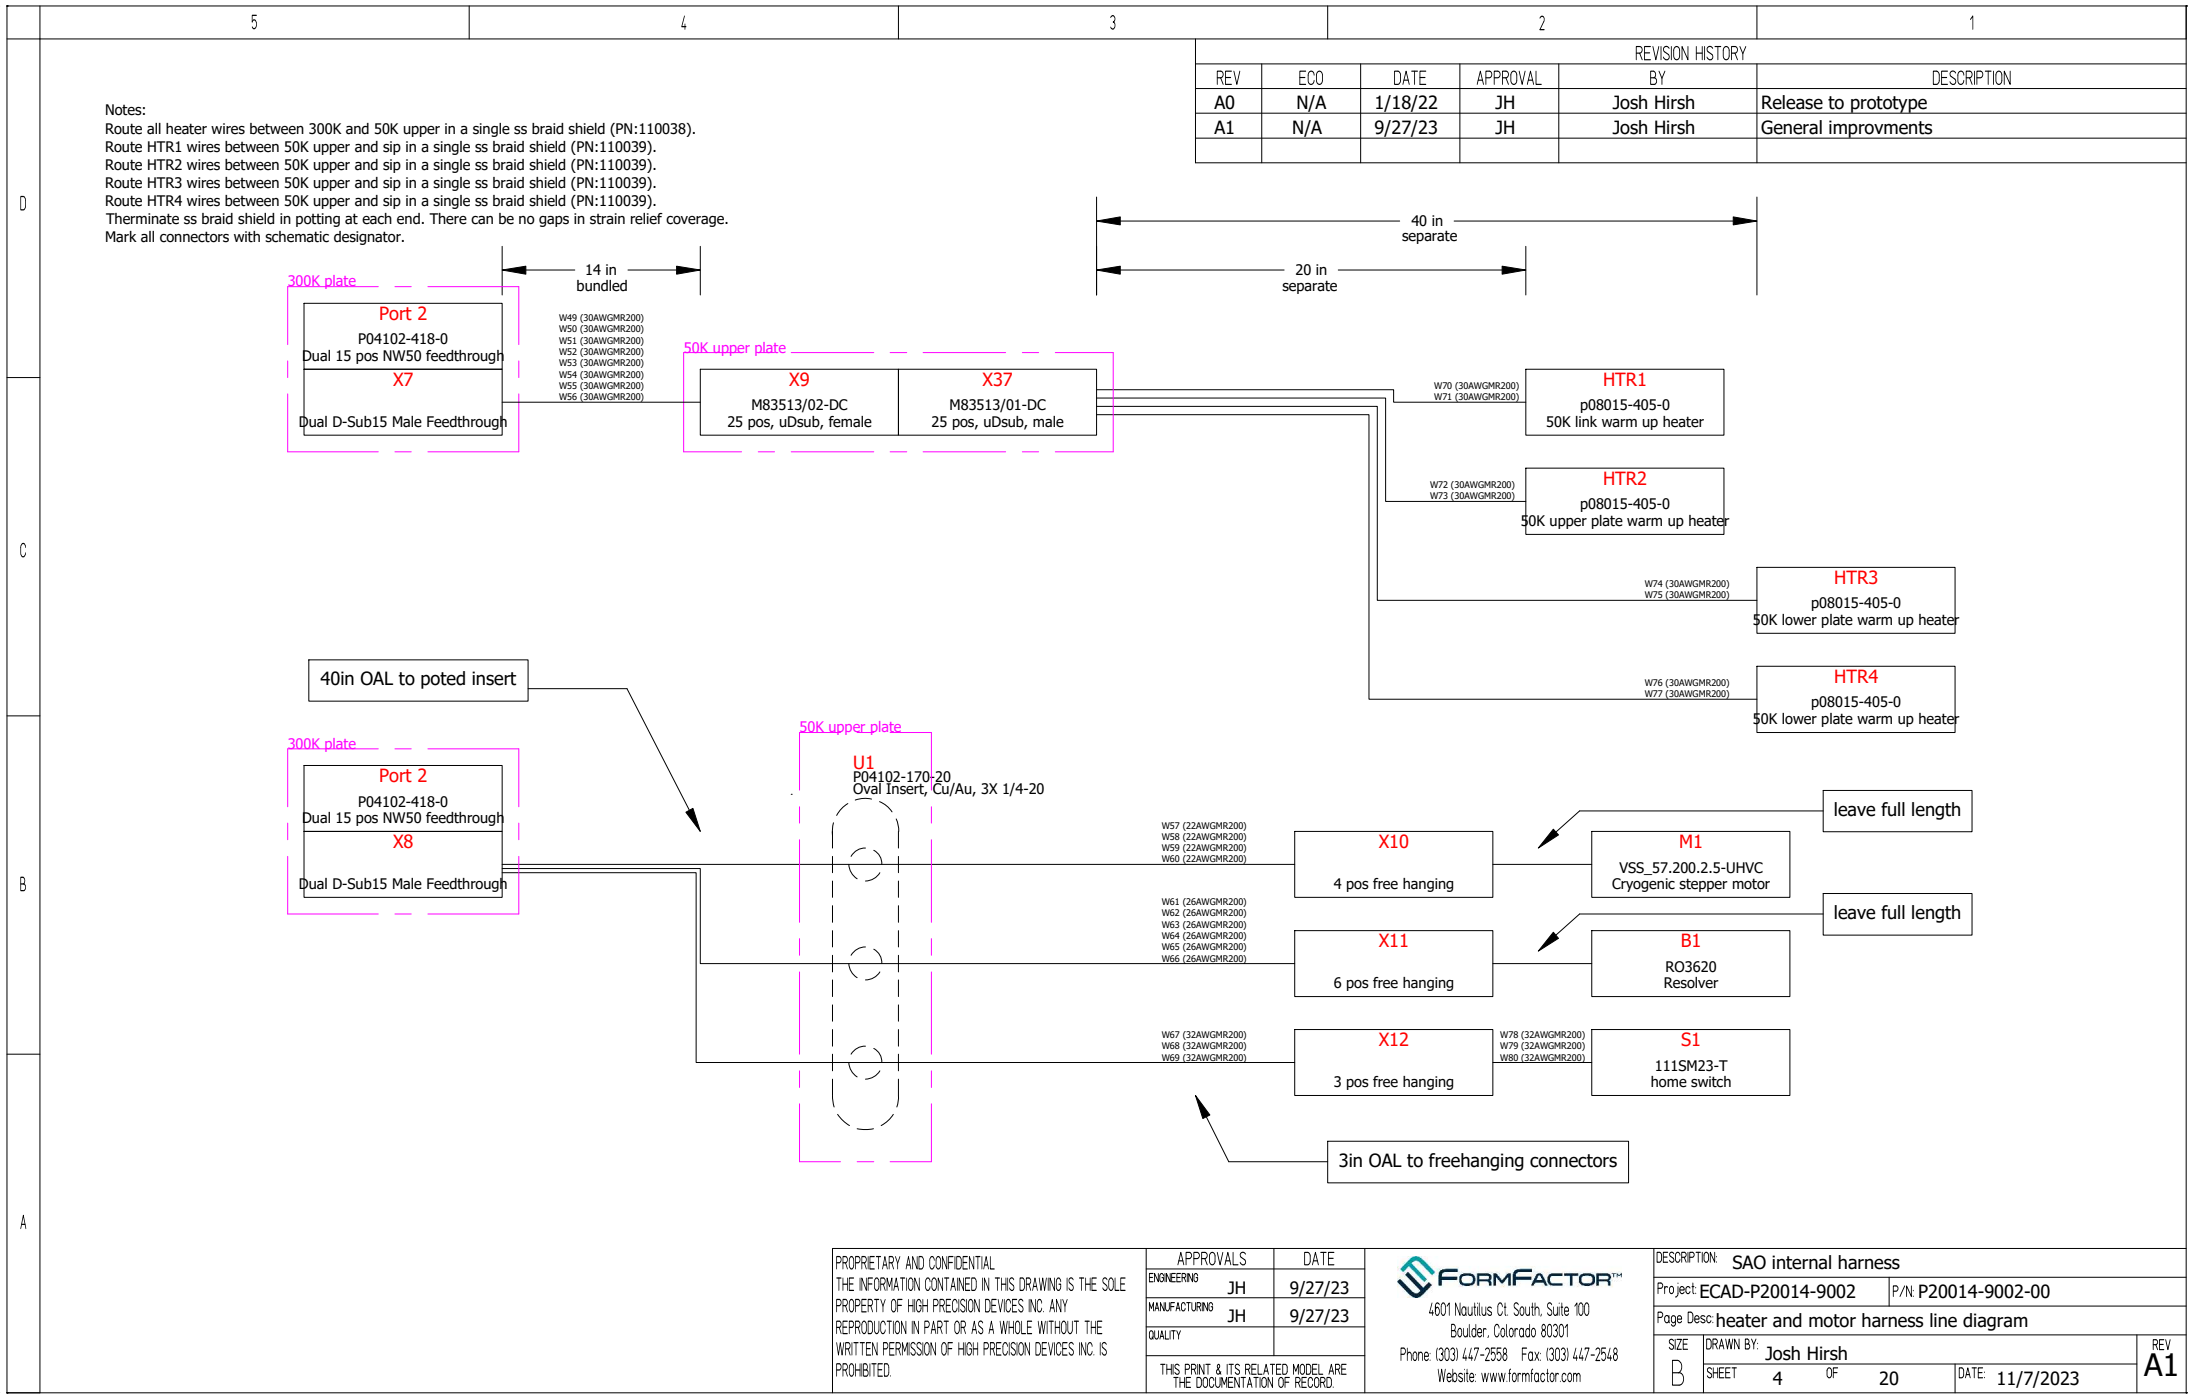 5 4 3 2 1
D
C
B
A
REVISION HISTORY
REV ECO DATE APPROVAL BY DESCRIPTION
A0 N/A 1/18/22 JH Josh Hirsh Release to prototype
A1 N/A 9/27/23 JH Josh Hirsh General improvments
Notes:
Route all heater wires between 300K and 50K upper in a single ss braid shield (PN:110038).
Route HTR1 wires between 50K upper and sip in a single ss braid shield (PN:110039).
Route HTR2 wires between 50K upper and sip in a single ss braid shield (PN:110039).
Route HTR3 wires between 50K upper and sip in a single ss braid shield (PN:110039).
Route HTR4 wires between 50K upper and sip in a single ss braid shield (PN:110039).
Therminate ss braid shield in potting at each end. There can be no gaps in strain relief coverage.
Mark all connectors with schematic designator.
40 in
separate
14 in
bundled
20 in
separate
300K plate
Port 2
P04102-418-0
Dual 15 pos NW50 feedthrough
X7
Dual D-Sub15 Male Feedthrough
W49 (30AWGMR200)
W50 (30AWGMR200)
W51 (30AWGMR200)
W52 (30AWGMR200)
W53 (30AWGMR200)
W54 (30AWGMR200)
W55 (30AWGMR200)
W56 (30AWGMR200)
50K upper plate
X9
M83513/02-DC
25 pos, uDsub, female
X37
M83513/01-DC
25 pos, uDsub, male
W70 (30AWGMR200)
W71 (30AWGMR200)
HTR1
p08015-405-0
50K link warm up heater
W72 (30AWGMR200)
W73 (30AWGMR200)
HTR2
p08015-405-0
50K upper plate warm up heater
W74 (30AWGMR200)
W75 (30AWGMR200)
HTR3
p08015-405-0
50K lower plate warm up heater
W76 (30AWGMR200)
W77 (30AWGMR200)
HTR4
p08015-405-0
50K lower plate warm up heater
40in OAL to poted insert
300K plate
Port 2
P04102-418-0
Dual 15 pos NW50 feedthrough
X8
Dual D-Sub15 Male Feedthrough
50K upper plate
U1
P04102-170-20
Oval Insert, Cu/Au, 3X 1/4-20
W57 (22AWGMR200)
W58 (22AWGMR200)
W59 (22AWGMR200)
W60 (22AWGMR200)
X10
4 pos free hanging
leave full length
M1
VSS_57.200.2.5-UHVC
Cryogenic stepper motor
W61 (26AWGMR200)
W62 (26AWGMR200)
W63 (26AWGMR200)
W64 (26AWGMR200)
W65 (26AWGMR200)
W66 (26AWGMR200)
X11
6 pos free hanging
leave full length
B1
RO3620
Resolver
W67 (32AWGMR200)
W68 (32AWGMR200)
W69 (32AWGMR200)
X12
3 pos free hanging
W78 (32AWGMR200)
W79 (32AWGMR200)
W80 (32AWGMR200)
S1
111SM23-T
home switch
3in OAL to freehanging connectors
PROPRIETARY AND CONFIDENTIAL
THE INFORMATION CONTAINED IN THIS DRAWING IS THE SOLE
PROPERTY OF HIGH PRECISION DEVICES INC. ANY
REPRODUCTION IN PART OR AS A WHOLE WITHOUT THE
WRITTEN PERMISSION OF HIGH PRECISION DEVICES INC. IS
PROHIBITED.
APPROVALS DATE
ENGINEERING JH 9/27/23
MANUFACTURING JH 9/27/23
QUALITY
THIS PRINT & ITS RELATED MODEL ARE
THE DOCUMENTATION OF RECORD.
FORMFACTOR™
4601 Nautilus Ct. South, Suite 100
Boulder, Colorado 80301
Phone: (303) 447-2558 Fax: (303) 447-2548
Website: www.formfactor.com
DESCRIPTION: SAO internal harness
Project: ECAD-P20014-9002 P/N: P20014-9002-00
Page Desc: heater and motor harness line diagram
SIZE B DRAWN BY: Josh Hirsh REV A1
SHEET 4 OF 20 DATE: 11/7/2023